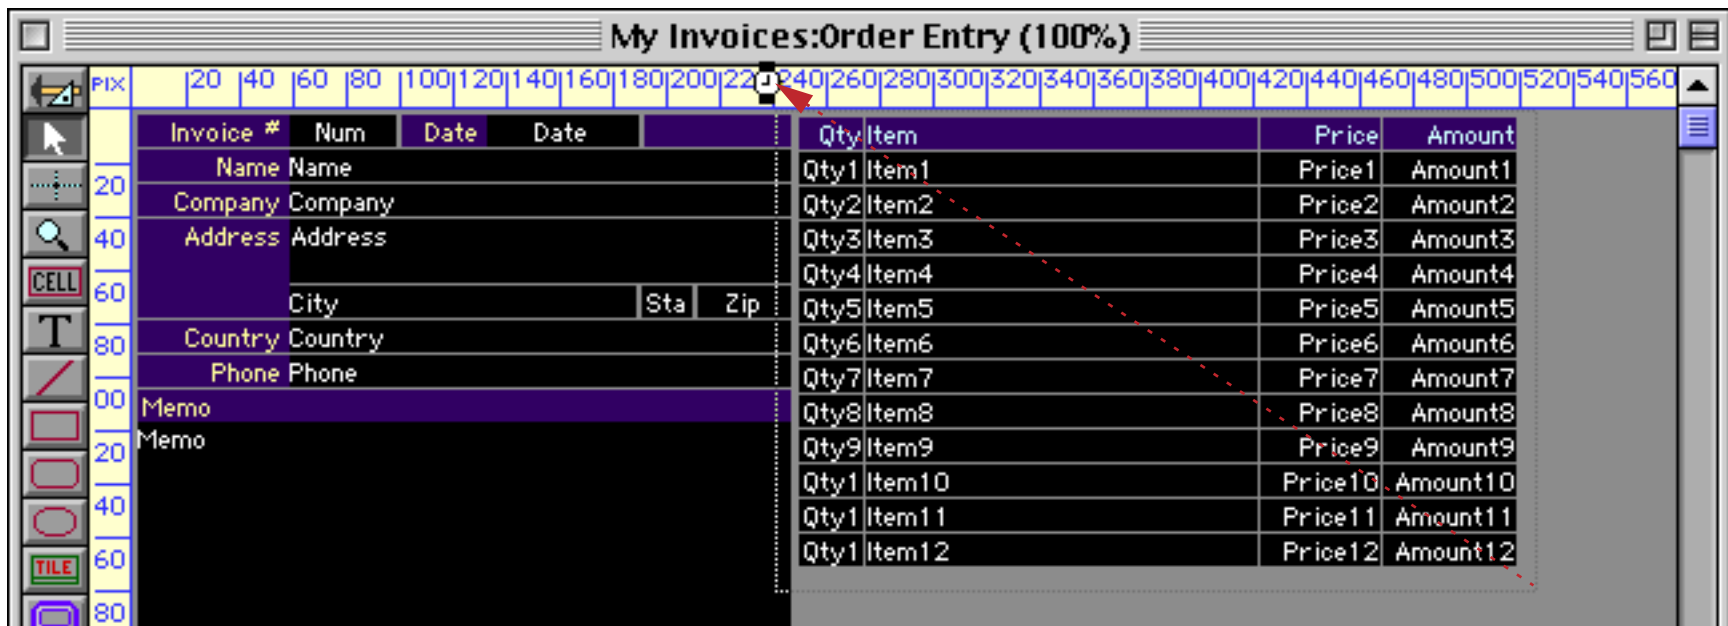 My Invoices:Order Entry (100%)
PIX |20 |40 |60 |80 |100|120|140|160|180|200|22 240|260|280|300|320|340|360|380|400|420|440|460|480|500|520|540|560
Invoice # Num Date Date Qty Item Price Amount
Name Name Qty1 Item1 Price1 Amount1
20 Company Company Qty2 Item2 Price2 Amount2
40 Address Address Qty3 Item3 Price3 Amount3
CELL Qty4 Item4 Price4 Amount4
60 City Sta Zip Qty5 Item5 Price5 Amount5
T 80 Country Country Qty6 Item6 Price6 Amount6
Phone Phone Qty7 Item7 Price7 Amount7
00 Memo Qty8 Item8 Price8 Amount8
20 Memo Qty9 Item9 Price9 Amount9
Qty1 Item10 Price10 Amount10
40 Qty1 Item11 Price11 Amount11
TILE 60 Qty1 Item12 Price12 Amount12
80